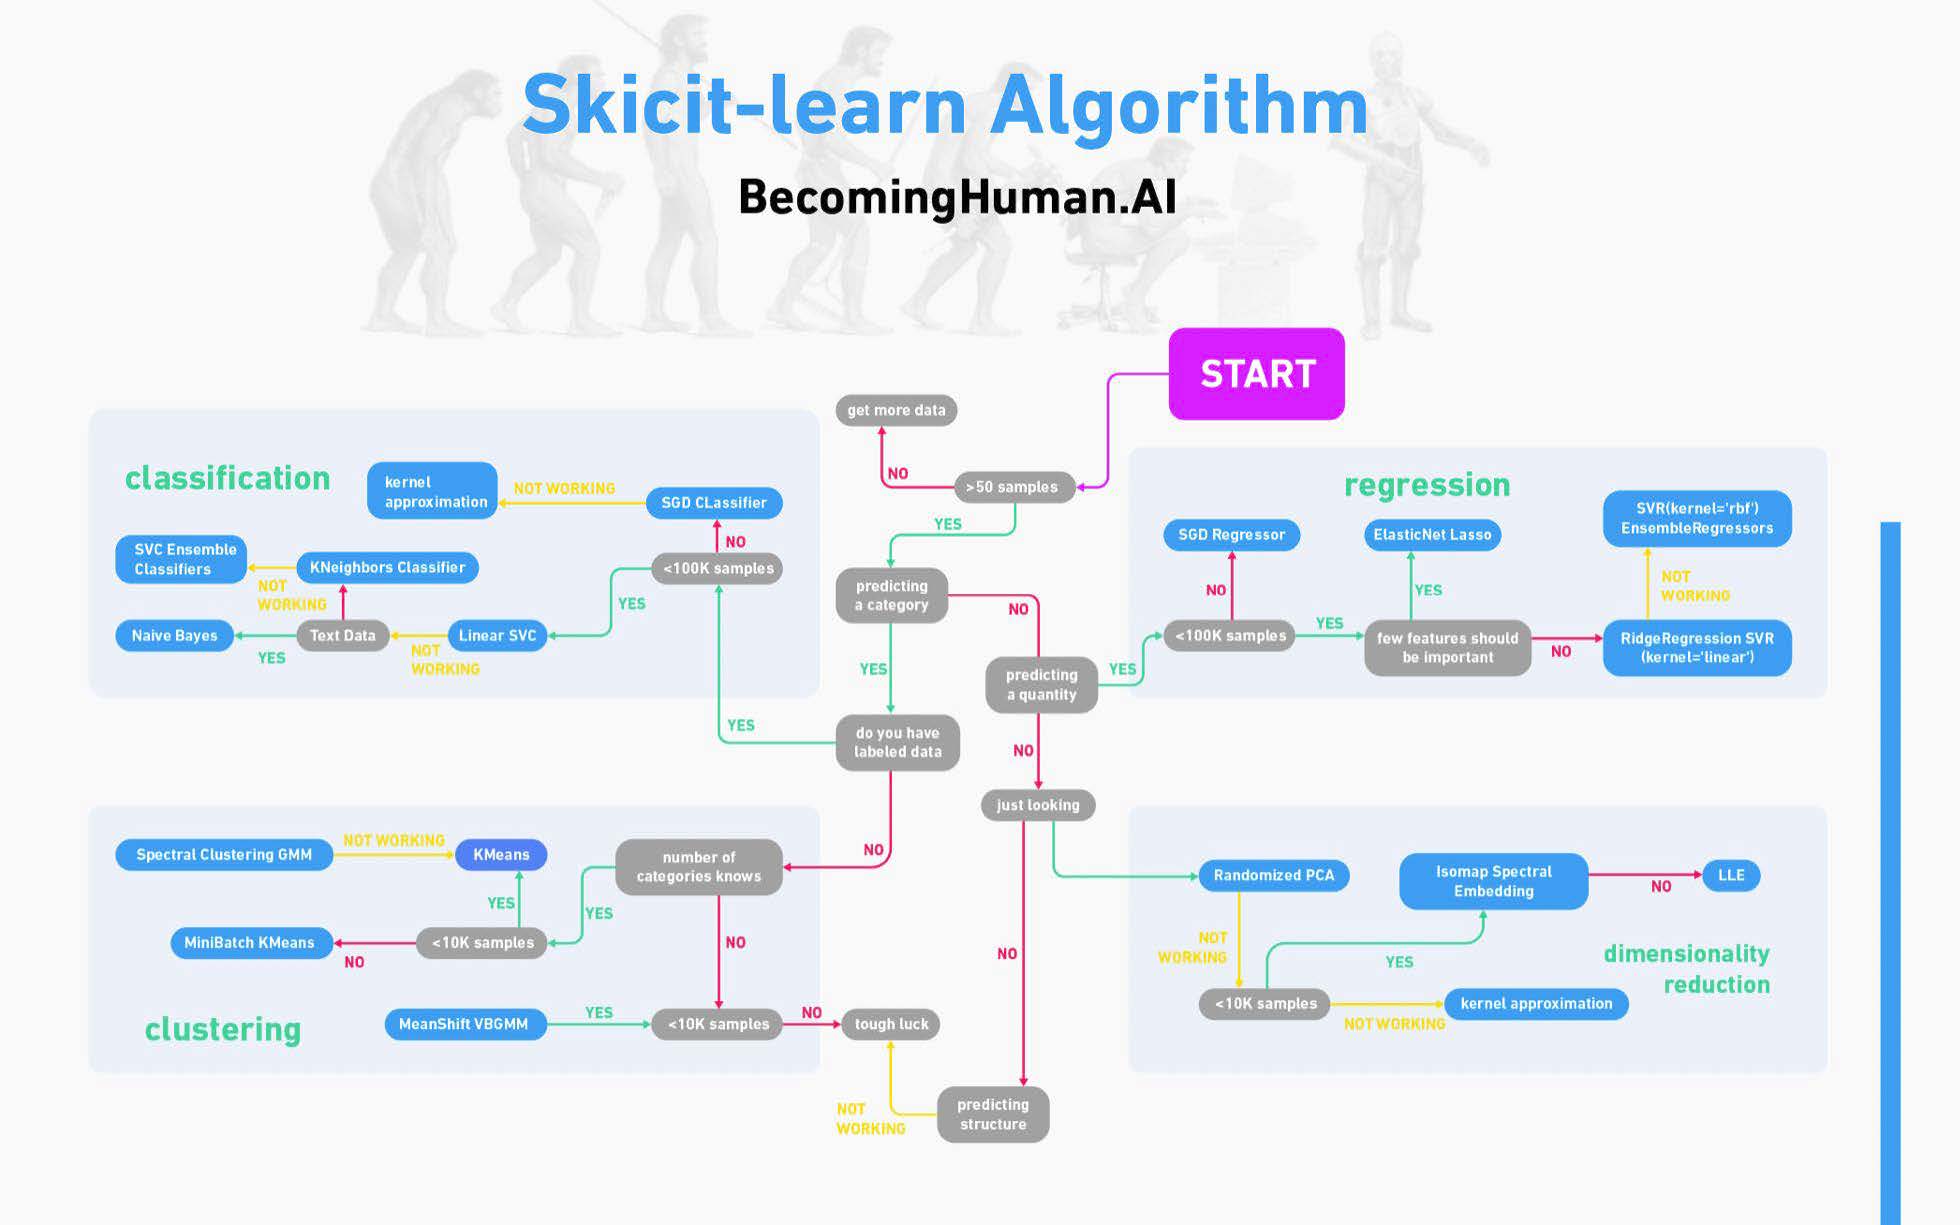 Skicit-learn Algorithm
BecomingHuman.AI
START
get more data
NO
>50 samples
YES
predicting
a category
NO
YES
predicting
a quantity
YES
NO
do you have
labeled data
YES
NO
just looking
NO
tough luck
NOT
WORKING
predicting
structure
classification
kernel
approximation
NOT WORKING
SGD CLassifier
NO
SVC Ensemble
Classifiers
NOT
WORKING
KNeighbors Classifier
<100K samples
YES
Naive Bayes
YES
Text Data
NOT
WORKING
Linear SVC
regression
SGD Regressor
ElasticNet Lasso
SVR(kernel='rbf')
EnsembleRegressors
NO
YES
NOT
WORKING
<100K samples
YES
few features should
be important
NO
RidgeRegression SVR
(kernel='linear')
Spectral Clustering GMM
NOT WORKING
KMeans
number of
categories knows
YES
YES
MiniBatch KMeans
NO
<10K samples
NO
clustering
MeanShift VBGMM
YES
<10K samples
NO
Randomized PCA
Isomap Spectral
Embedding
NO
LLE
NOT
WORKING
YES
dimensionality
reduction
<10K samples
NOT WORKING
kernel approximation